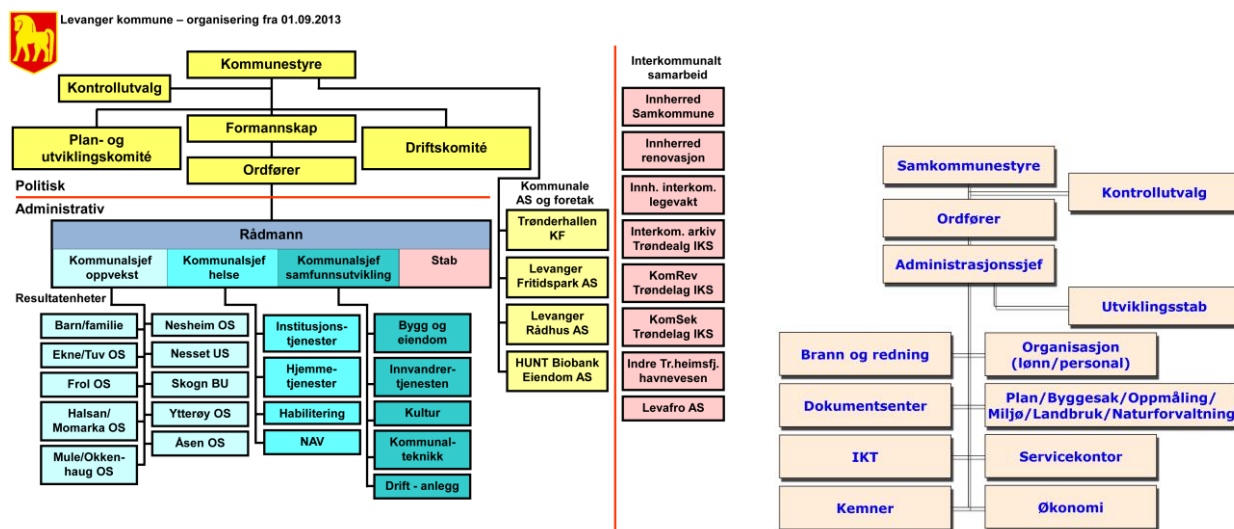 Levanger kommune – organisering fra 01.09.2013
Kommunestyre
Kontrollutvalg
Formannskap
Plan- og
utviklingskomité
Driftskomité
Ordfører
Politisk
Administrativ
Rådmann
Kommunalsjef
oppvekst
Kommunalsjef
helse
Kommunalsjef
samfunnsutvikling
Stab
Resultatenheter
Barn/familie
Ekne/Tuv OS
Frol OS
Halsan/
Momarka OS
Mule/Okken-
haug OS
Nesheim OS
Nesset US
Skogn BU
Ytterøy OS
Åsen OS
Institusjons-
tjenester
Hjemme-
tjenester
Habilitering
NAV
Bygg og
eiendom
Innvandrer-
tjenesten
Kultur
Kommunal-
teknikk
Drift - anlegg
Kommunale
AS og foretak
Trønderhallen
KF
Levanger
Fritidspark AS
Levanger
Rådhus AS
HUNT Biobank
Eiendom AS
Interkommunalt
samarbeid
Innherred
Samkommune
Innherred
renovasjon
Innh. interkom.
legevakt
Interkom. arkiv
Trøndealg IKS
KomRev
Trøndelag IKS
KomSek
Trøndelag IKS
Indre Tr.heimsfj.
havnevesen
Levafro AS
Samkommunestyre
Kontrollutvalg
Ordfører
Administrasjonssjef
Utviklingsstab
Brann og redning
Organisasjon
(lønn/personal)
Dokumentsenter
Plan/Byggesak/Oppmåling/
Miljø/Landbruk/Naturforvaltning
IKT
Servicekontor
Kemner
Økonomi